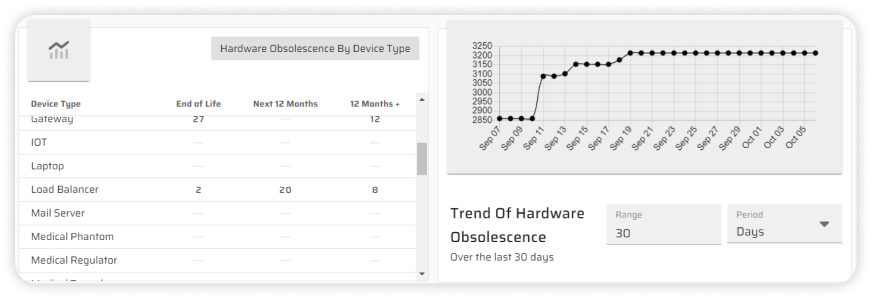 Hardware Obsolescence By Device Type
Device Type End of Life Next 12 Months 12 Months +
Gateway 27 — 12
IOT — — —
Laptop — — —
Load Balancer 2 20 8
Mail Server — — —
Medical Phantom — — —
Medical Regulator — — —
3250
3200
3150
3100
3050
3000
2950
2900
2850
Sep 07 Sep 09 Sep 11 Sep 13 Sep 15 Sep 17 Sep 19 Sep 21 Sep 23 Sep 25 Sep 27 Sep 29 Oct 01 Oct 03 Oct 05
Trend Of Hardware
Obsolescence
Over the last 30 days
Range
30
Period
Days